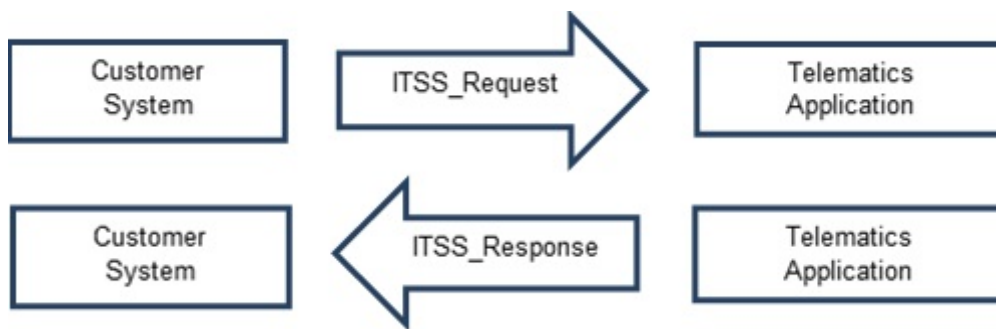 Customer
System
ITSS_Request
Telematics
Application
Customer
System
ITSS_Response
Telematics
Application